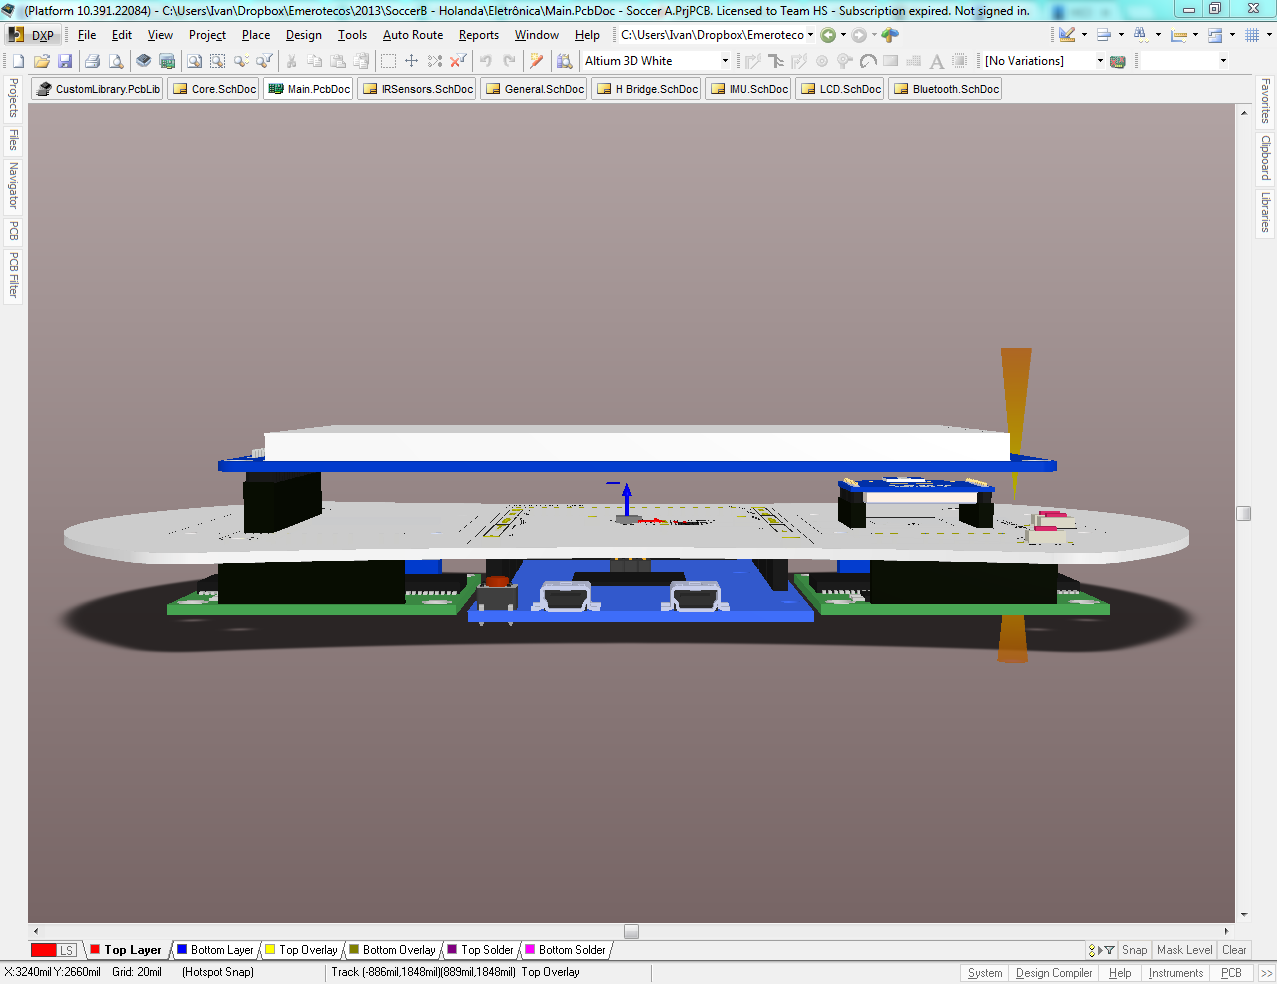 (Platform 10.391.22084) - C:\Users\Ivan\Dropbox\Emerotecos\2013\SoccerB - Holanda\Eletrônica\Main.PcbDoc - Soccer A.PrjPCB. Licensed to Team HS - Subscription expired. Not signed in.
DXP File Edit View Project Place Design Tools Auto Route Reports Window Help C:\Users\Ivan\Dropbox\Emeroteco
Altium 3D White [No Variations]
CustomLibrary.PcbLib Core.SchDoc Main.PcbDoc IRSensors.SchDoc General.SchDoc H Bridge.SchDoc IMU.SchDoc LCD.SchDoc Bluetooth.SchDoc
Projects
Files
Navigator
PCB
PCB Filter
Favorites
Clipboard
Libraries
LS Top Layer Bottom Layer Top Overlay Bottom Overlay Top Solder Bottom Solder Snap Mask Level Clear
X:3240mil Y:2660mil Grid: 20mil (Hotspot Snap) Track (-886mil,1848mil)(889mil,1848mil) Top Overlay System Design Compiler Help Instruments PCB >>